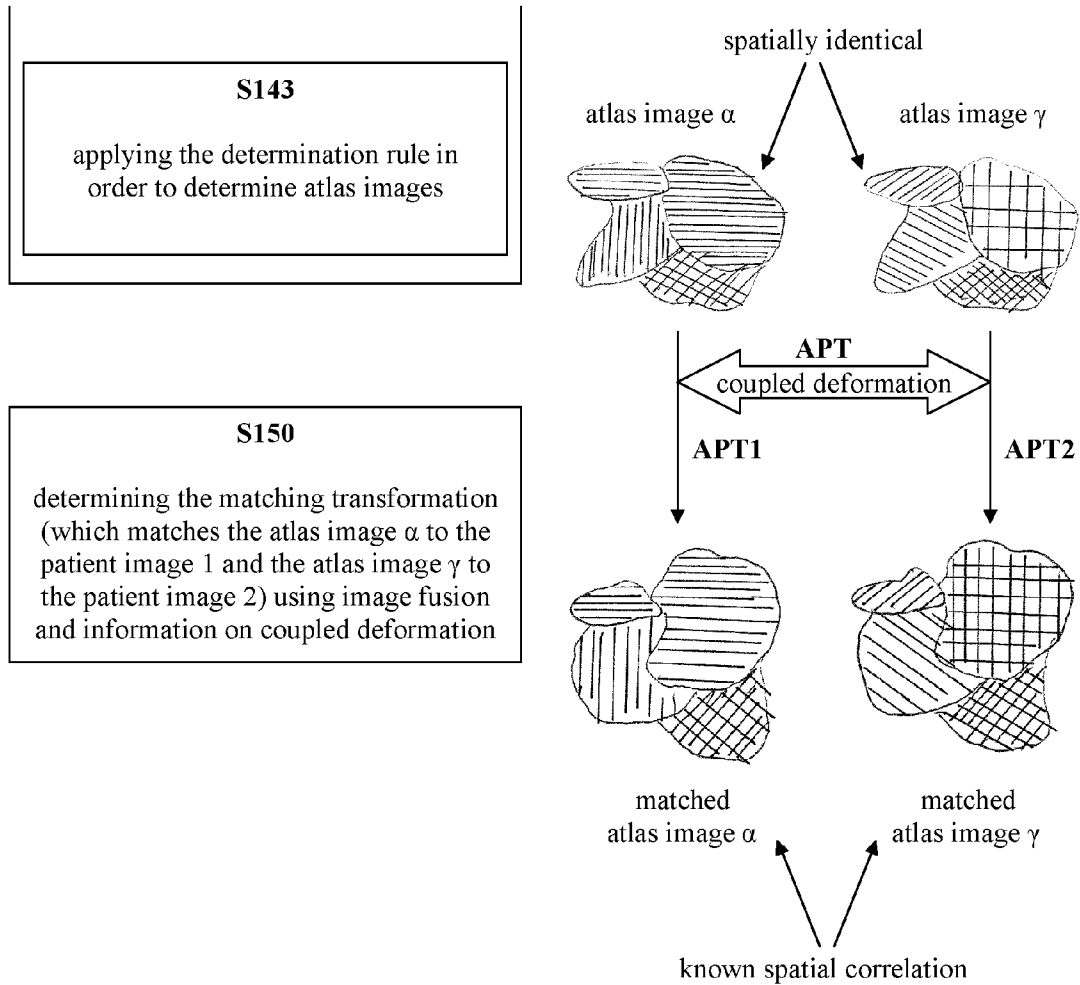 S143
applying the determination rule in
order to determine atlas images
spatially identical
atlas image α
atlas image γ
APT
coupled deformation
APT1
APT2
S150
determining the matching transformation
(which matches the atlas image α to the
patient image 1 and the atlas image γ to
the patient image 2) using image fusion
and information on coupled deformation
matched
atlas image α
matched
atlas image γ
known spatial correlation